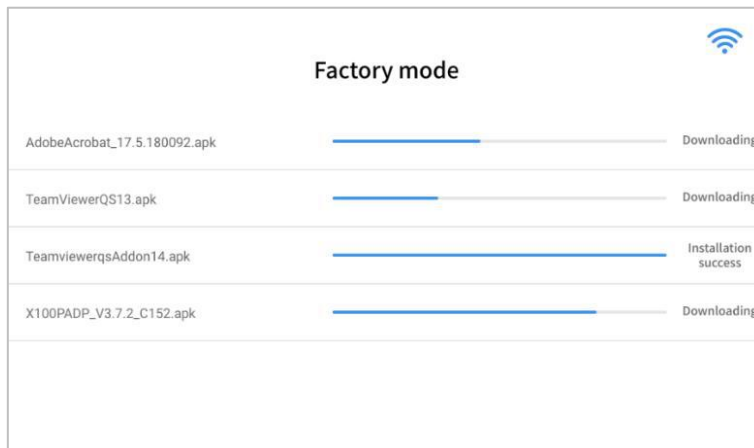 Factory mode
AdobeAcrobat_17.5.180092.apk Downloading
TeamViewerQS13.apk Downloading
TeamviewerqsAddon14.apk Installation
success
X100PADP_V3.7.2_C152.apk Downloading